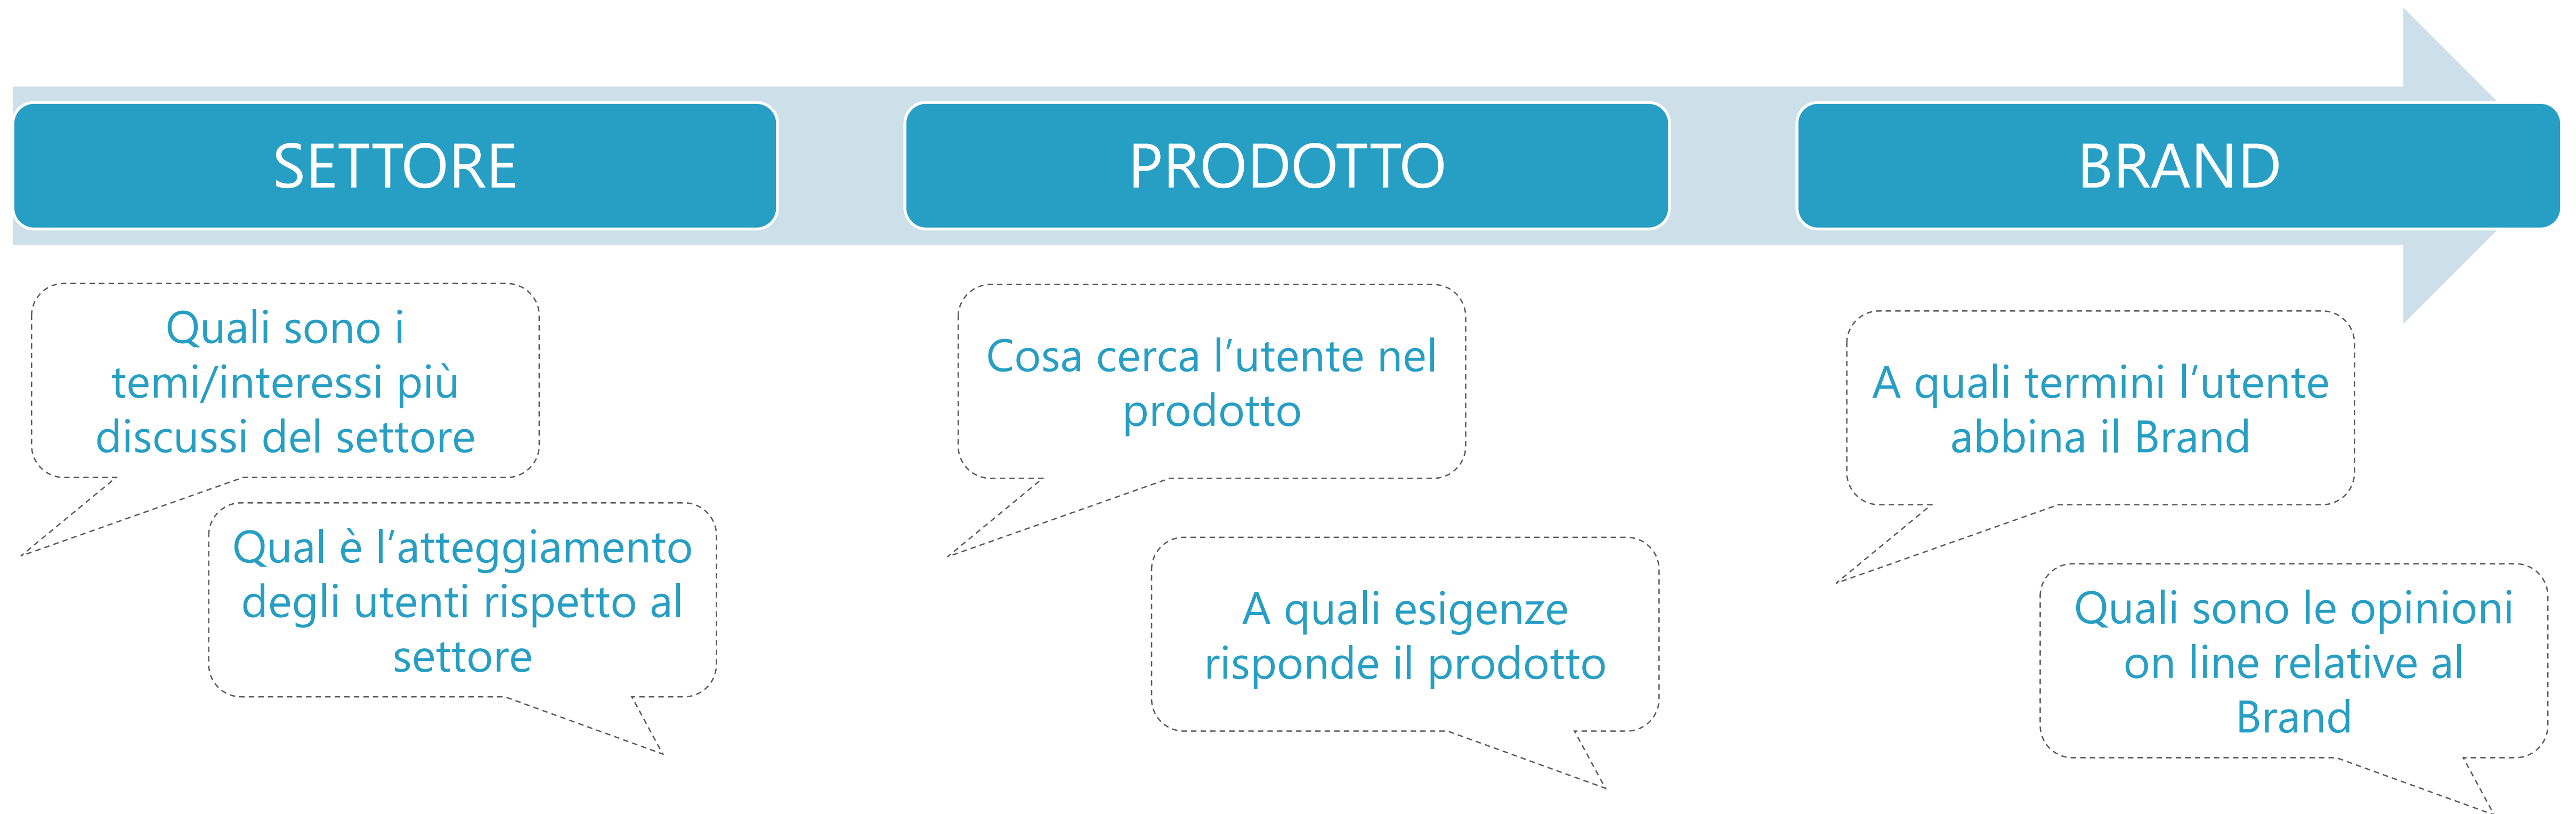 SETTORE
PRODOTTO
BRAND
Quali sono i
temi/interessi più
discussi del settore
Qual è l’atteggiamento
degli utenti rispetto al
settore
Cosa cerca l’utente nel
prodotto
A quali esigenze
risponde il prodotto
A quali termini l’utente
abbina il Brand
Quali sono le opinioni
on line relative al
Brand